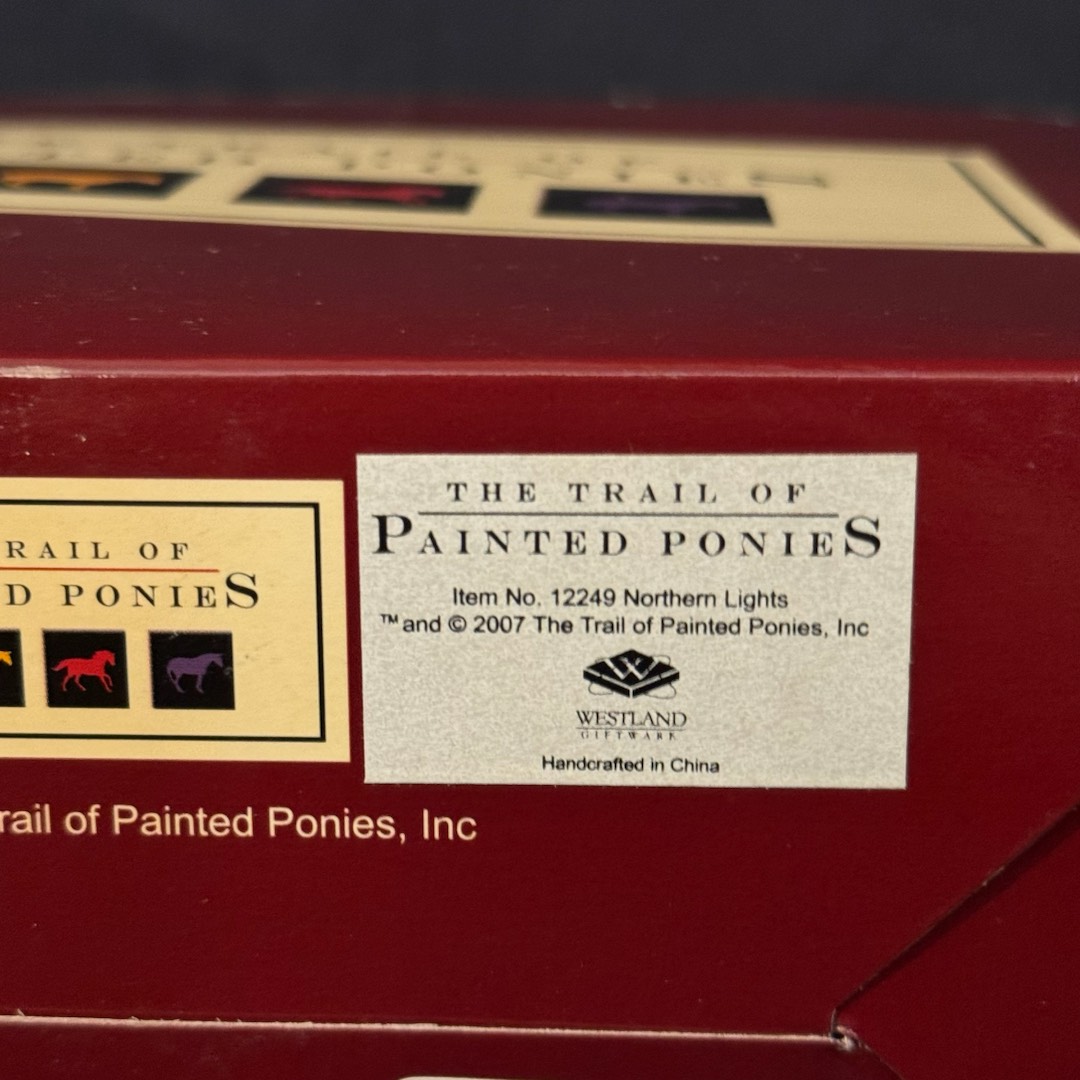 RAIL OF
D PONIES
THE TRAIL OF
PAINTED PONIES
Item No. 12249 Northern Lights
™ and © 2007 The Trail of Painted Ponies, Inc
WESTLAND
GIFTWARE
Handcrafted in China
rail of Painted Ponies, Inc